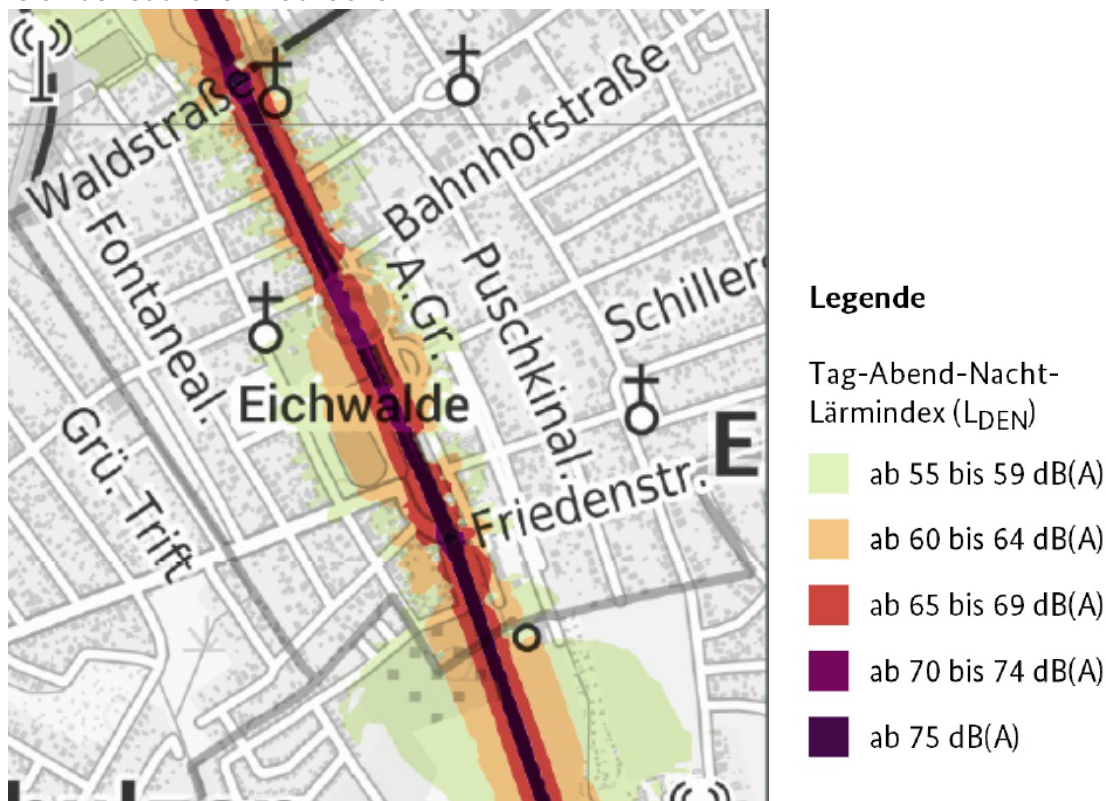 Waldstraße
Bahnhofstraße
Fontaneal.
A.Gr.
Puschkinal.
Schillers
Eichwalde
Grü. Trift
E
Friedenstr.
Legende
Tag-Abend-Nacht-
Lärmindex (LDEN)
ab 55 bis 59 dB(A)
ab 60 bis 64 dB(A)
ab 65 bis 69 dB(A)
ab 70 bis 74 dB(A)
ab 75 dB(A)